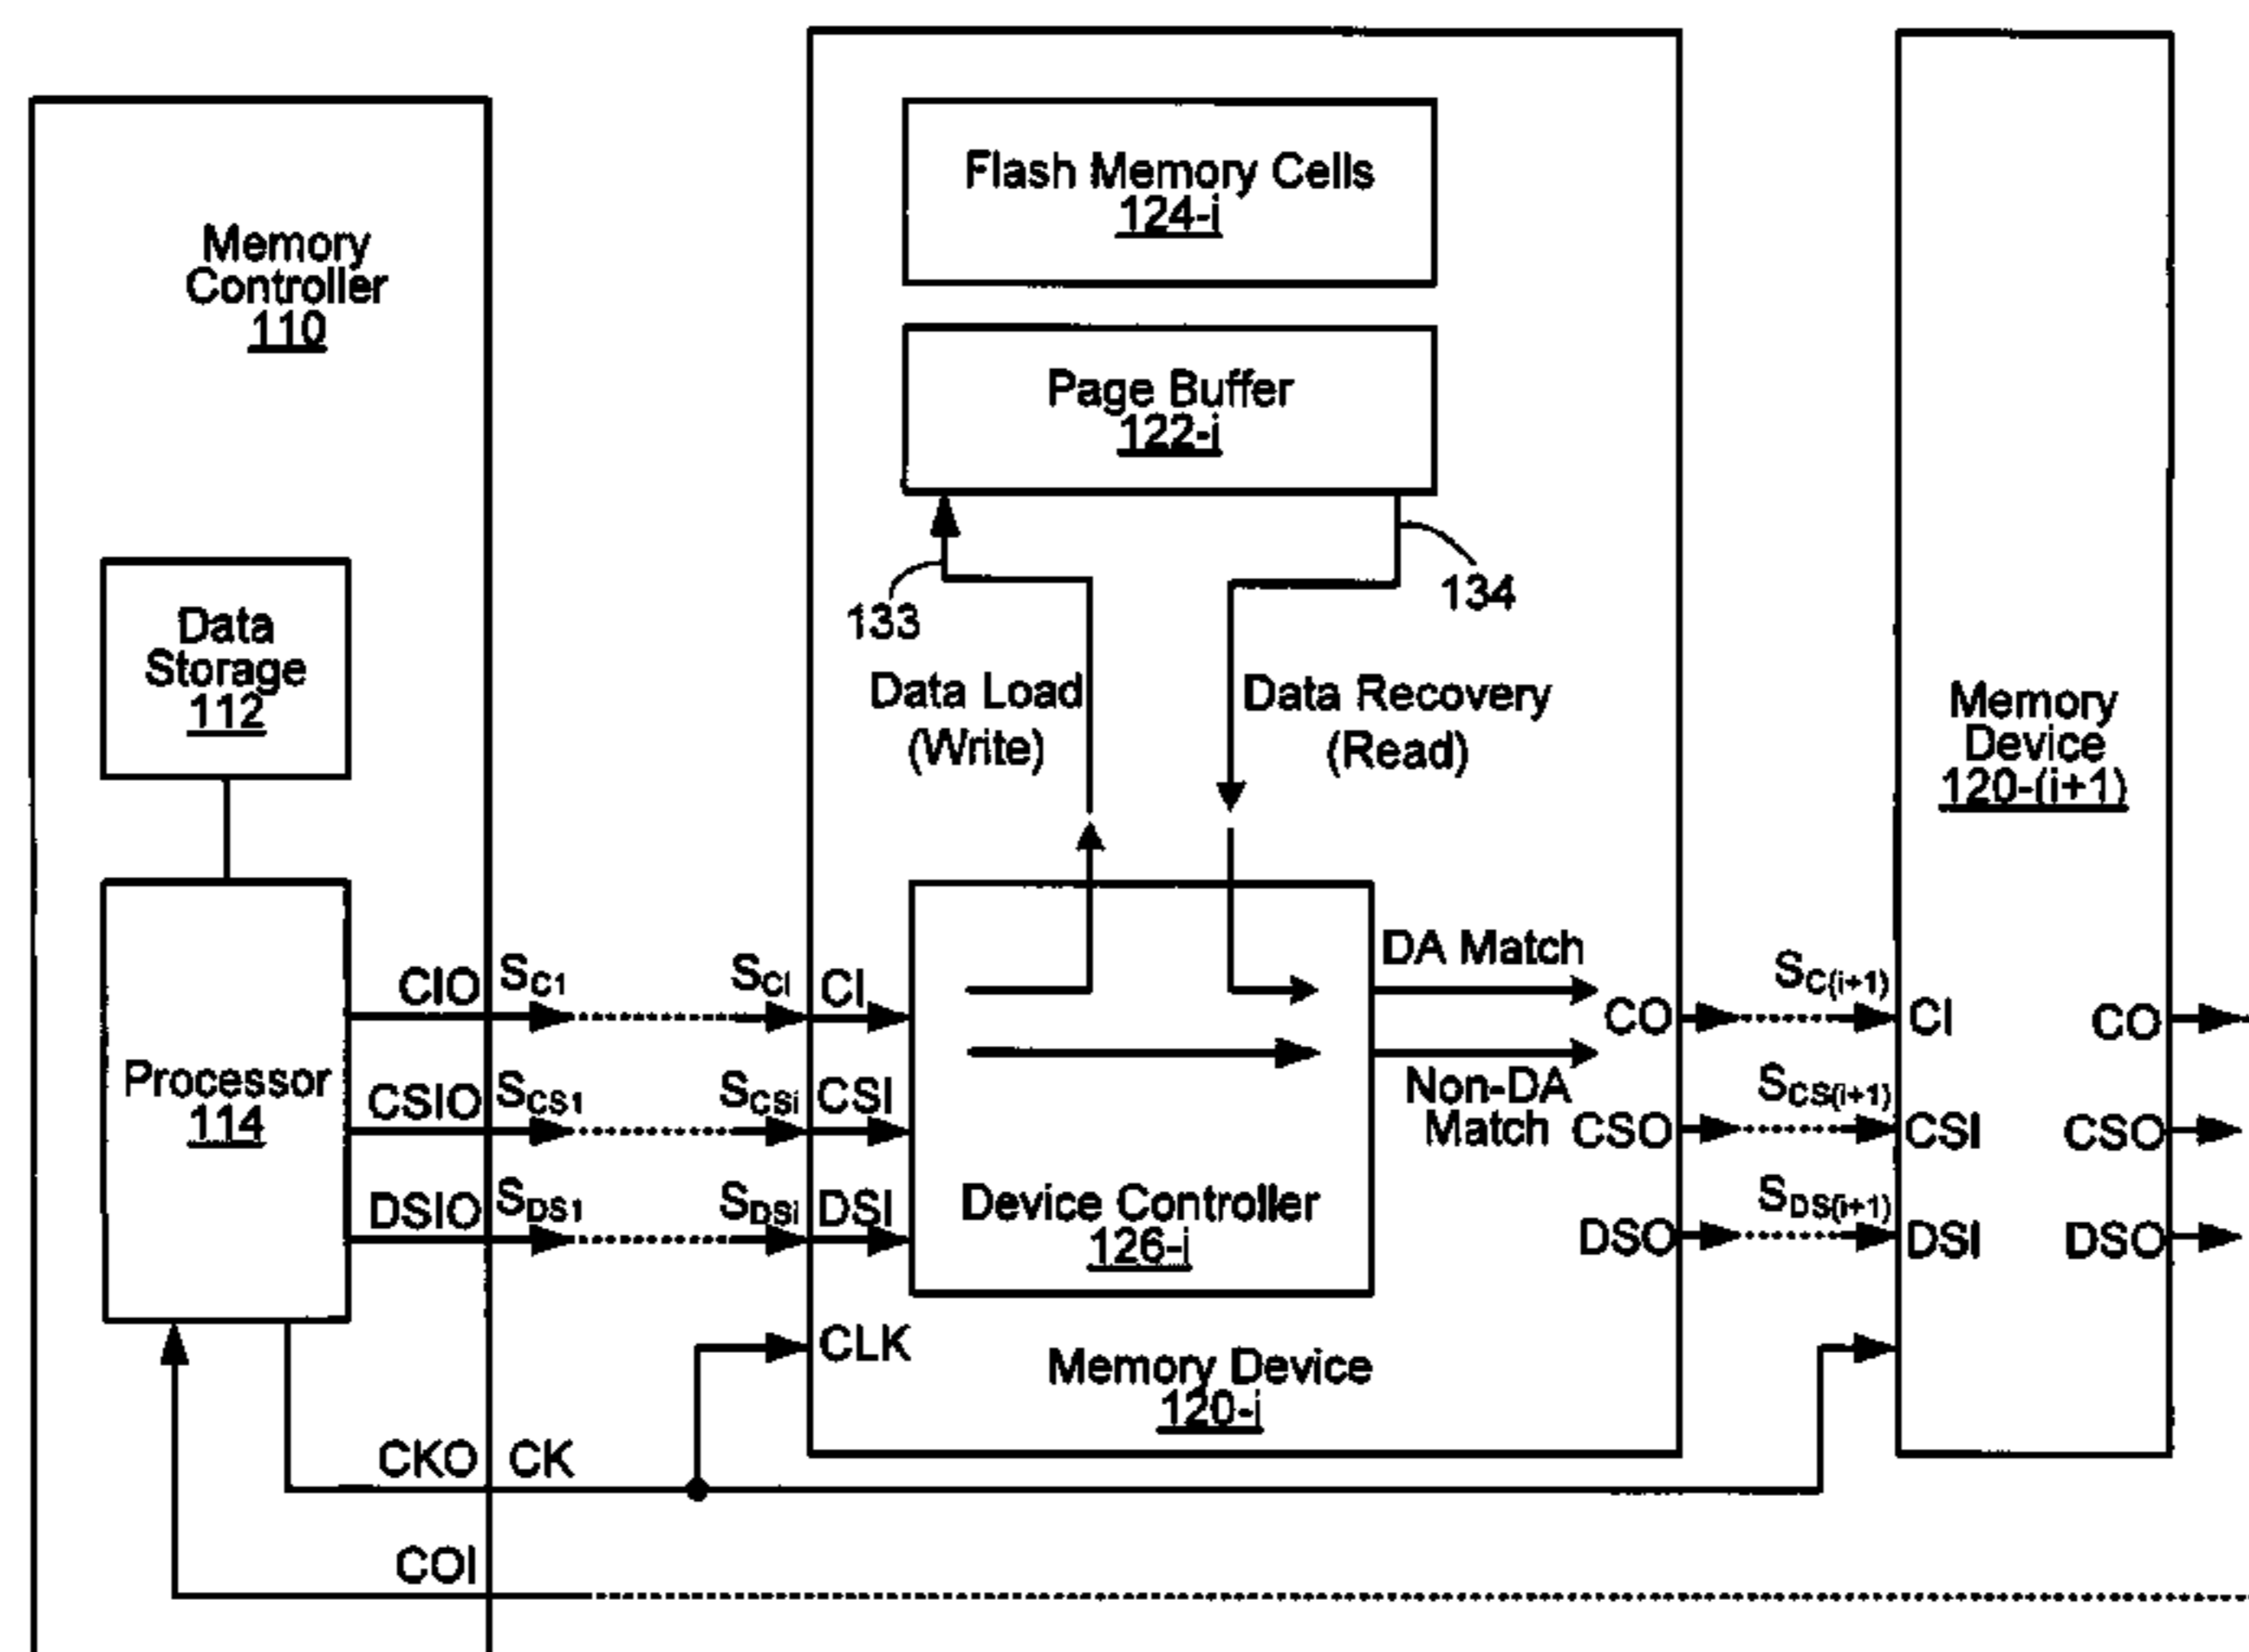 Memory
Controller
110
Data
Storage
112
Processor
114
CIO
CSIO
DSIO
CKO
COI
SC1
SCS1
SDS1
CK
SCi
SCSi
SDSi
Flash Memory Cells
124-i
Page Buffer
122-i
133
134
Data Load
(Write)
Data Recovery
(Read)
CI
CSI
DSI
CLK
Device Controller
126-i
DA Match
Non-DA
Match
CO
CSO
DSO
Memory Device
120-i
SC(i+1)
SCS(i+1)
SDS(i+1)
Memory
Device
120-(i+1)
CI
CSI
DSI
CO
CSO
DSO